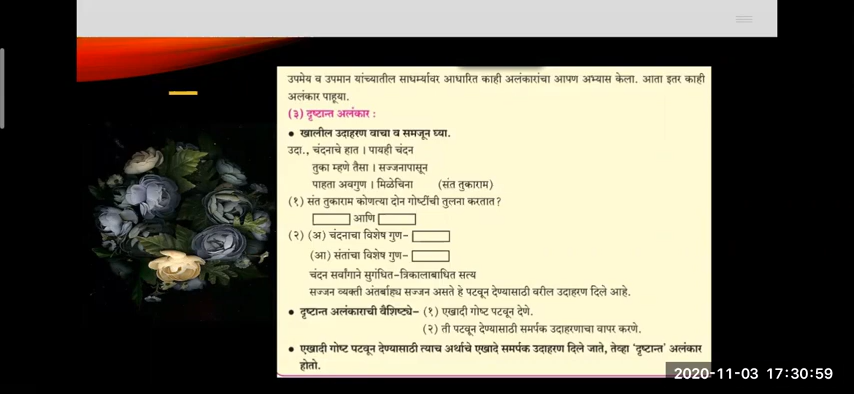 उपमेय व उपमान यांच्यातील साधर्म्यावर आधारित काही अलंकारांचा आपण अभ्यास केला. आता इतर काही
अलंकार पाहूया.
(३) दृष्टान्त अलंकार :
• खालील उदाहरण वाचा व समजून घ्या.
उदा., चंदनाचे हात । पायही चंदन
तुका म्हणे तैसा । सज्जनापासून
पाहता अवगुण । मिळेचिना (संत तुकाराम)
(१) संत तुकाराम कोणत्या दोन गोष्टींची तुलना करतात?
आणि
(२) (अ) चंदनाचा विशेष गुण-
(आ) संतांचा विशेष गुण-
चंदन सर्वांगाने सुगंधित-त्रिकालाबाधित सत्य
सज्जन व्यक्ती अंतर्बाह्य सज्जन असते हे पटवून देण्यासाठी वरील उदाहरण दिले आहे.
• दृष्टान्त अलंकाराची वैशिष्ट्ये- (१) एखादी गोष्ट पटवून देणे.
(२) ती पटवून देण्यासाठी समर्पक उदाहरणाचा वापर करणे.
• एखादी गोष्ट पटवून देण्यासाठी त्याच अर्थाचे एखादे समर्पक उदाहरण दिले जाते, तेव्हा ‘दृष्टान्त’ अलंकार
होतो.
2020-11-03 17:30:59